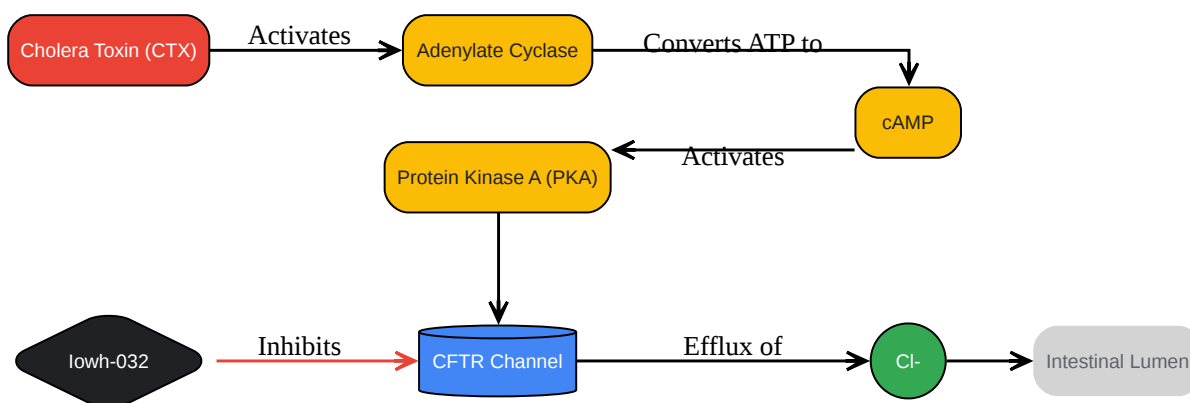 Cholera Toxin (CTX)
Activates
Adenylate Cyclase
Converts ATP to
cAMP
Activates
Protein Kinase A (PKA)
Iowh-032
Inhibits
CFTR Channel
Efflux of
Cl-
Intestinal Lumen